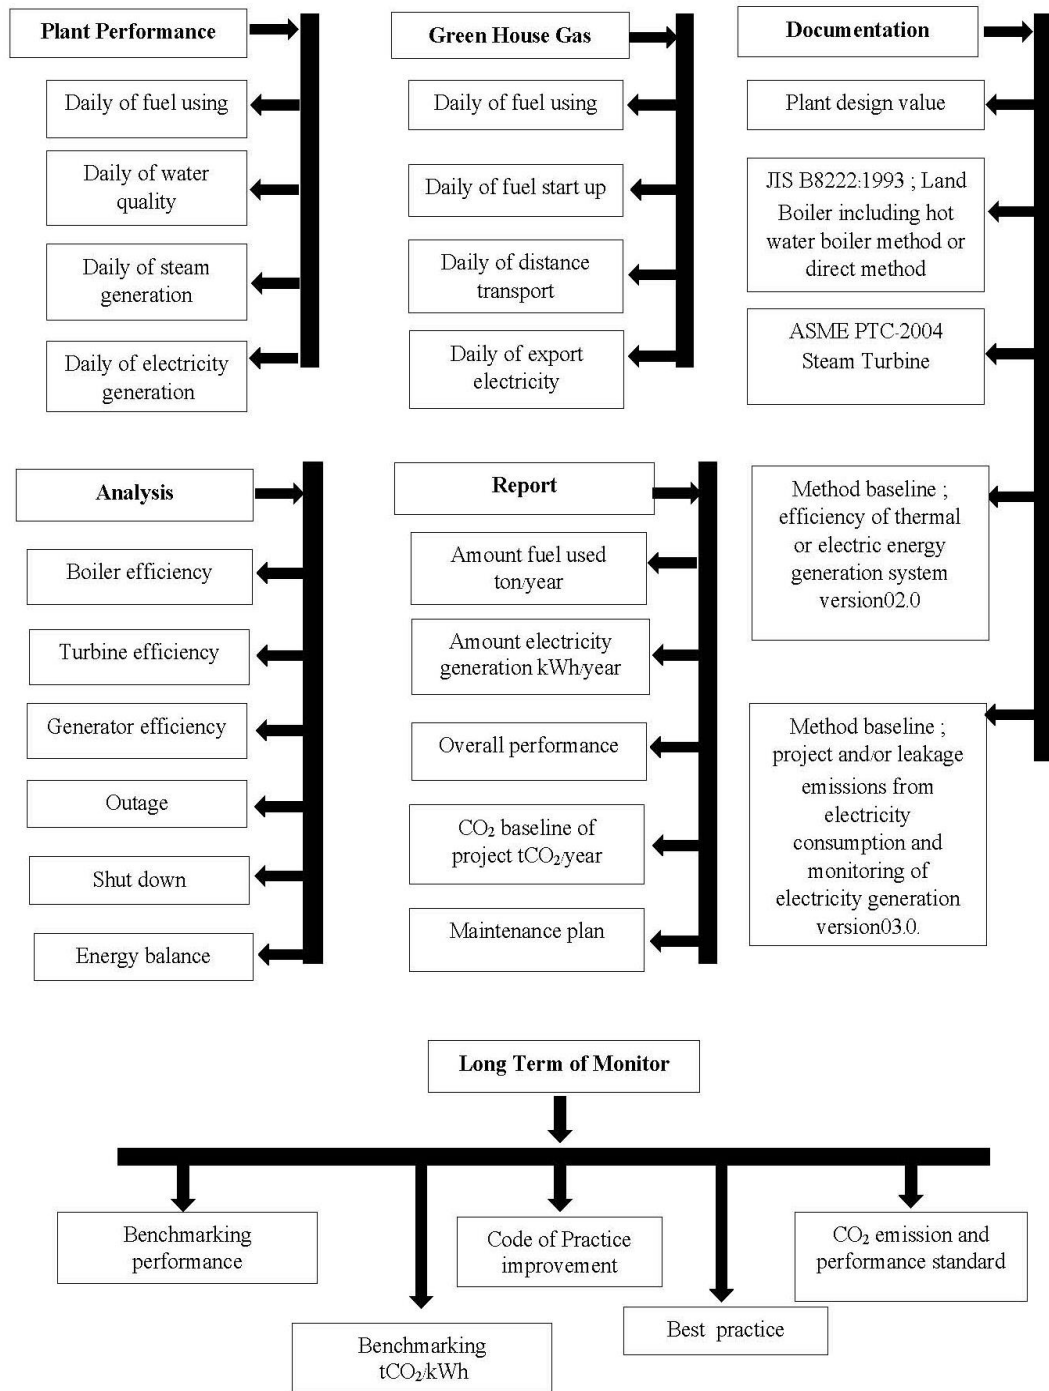 Plant Performance
Daily of fuel using
Daily of water
quality
Daily of steam
generation
Daily of electricity
generation
Green House Gas
Daily of fuel using
Daily of fuel start up
Daily of distance
transport
Daily of export
electricity
Documentation
Plant design value
JIS B8222:1993 ; Land
Boiler including hot
water boiler method or
direct method
ASME PTC-2004
Steam Turbine
Method baseline ;
efficiency of thermal
or electric energy
generation system
version02.0
Method baseline ;
project and/or leakage
emissions from
electricity
consumption and
monitoring of
electricity generation
version03.0.
Analysis
Boiler efficiency
Turbine efficiency
Generator efficiency
Outage
Shut down
Energy balance
Report
Amount fuel used
ton/year
Amount electricity
generation kWh/year
Overall performance
CO₂ baseline of
project tCO₂/year
Maintenance plan
Long Term of Monitor
Benchmarking
performance
Benchmarking
tCO₂/kWh
Code of Practice
improvement
Best practice
CO₂ emission and
performance standard